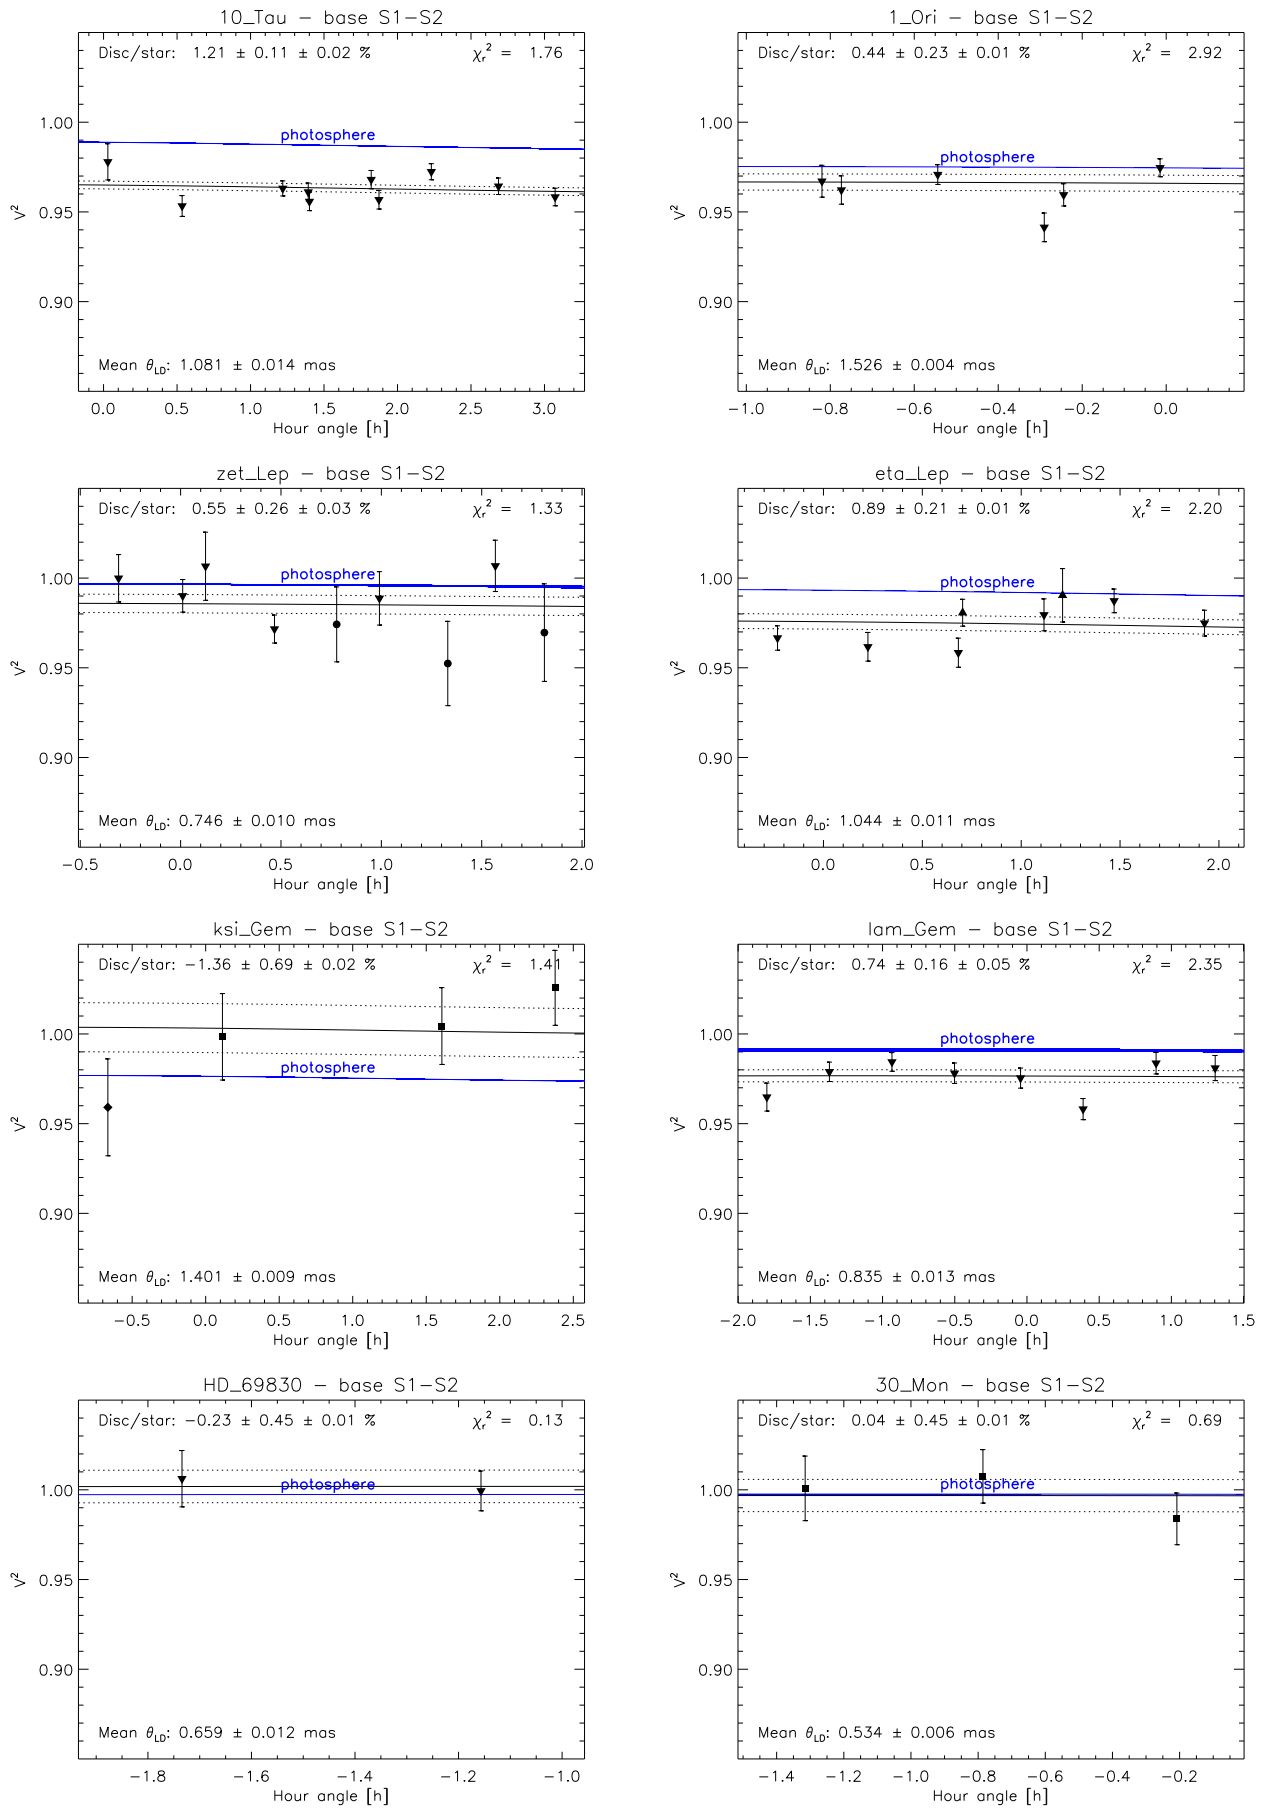 10_Tau – base S1–S2
Disc/star: 1.21 ± 0.11 ± 0.02 %
χr² = 1.76
photosphere
1.00
0.95
0.90
V²
Mean θLD: 1.081 ± 0.014 mas
0.0 0.5 1.0 1.5 2.0 2.5 3.0
Hour angle [h]
1_Ori – base S1–S2
Disc/star: 0.44 ± 0.23 ± 0.01 %
χr² = 2.92
photosphere
1.00
0.95
0.90
V²
Mean θLD: 1.526 ± 0.004 mas
−1.0 −0.8 −0.6 −0.4 −0.2 0.0
Hour angle [h]
zet_Lep – base S1–S2
Disc/star: 0.55 ± 0.26 ± 0.03 %
χr² = 1.33
photosphere
1.00
0.95
0.90
V²
Mean θLD: 0.746 ± 0.010 mas
−0.5 0.0 0.5 1.0 1.5 2.0
Hour angle [h]
eta_Lep – base S1–S2
Disc/star: 0.89 ± 0.21 ± 0.01 %
χr² = 2.20
photosphere
1.00
0.95
0.90
V²
Mean θLD: 1.044 ± 0.011 mas
0.0 0.5 1.0 1.5 2.0
Hour angle [h]
ksi_Gem – base S1–S2
Disc/star: −1.36 ± 0.69 ± 0.02 %
χr² = 1.41
photosphere
1.00
0.95
0.90
V²
Mean θLD: 1.401 ± 0.009 mas
−0.5 0.0 0.5 1.0 1.5 2.0 2.5
Hour angle [h]
lam_Gem – base S1–S2
Disc/star: 0.74 ± 0.16 ± 0.05 %
χr² = 2.35
photosphere
1.00
0.95
0.90
V²
Mean θLD: 0.835 ± 0.013 mas
−2.0 −1.5 −1.0 −0.5 0.0 0.5 1.0 1.5
Hour angle [h]
HD_69830 – base S1–S2
Disc/star: −0.23 ± 0.45 ± 0.01 %
χr² = 0.13
photosphere
1.00
0.95
0.90
V²
Mean θLD: 0.659 ± 0.012 mas
−1.8 −1.6 −1.4 −1.2 −1.0
Hour angle [h]
30_Mon – base S1–S2
Disc/star: 0.04 ± 0.45 ± 0.01 %
χr² = 0.69
photosphere
1.00
0.95
0.90
V²
Mean θLD: 0.534 ± 0.006 mas
−1.4 −1.2 −1.0 −0.8 −0.6 −0.4 −0.2
Hour angle [h]